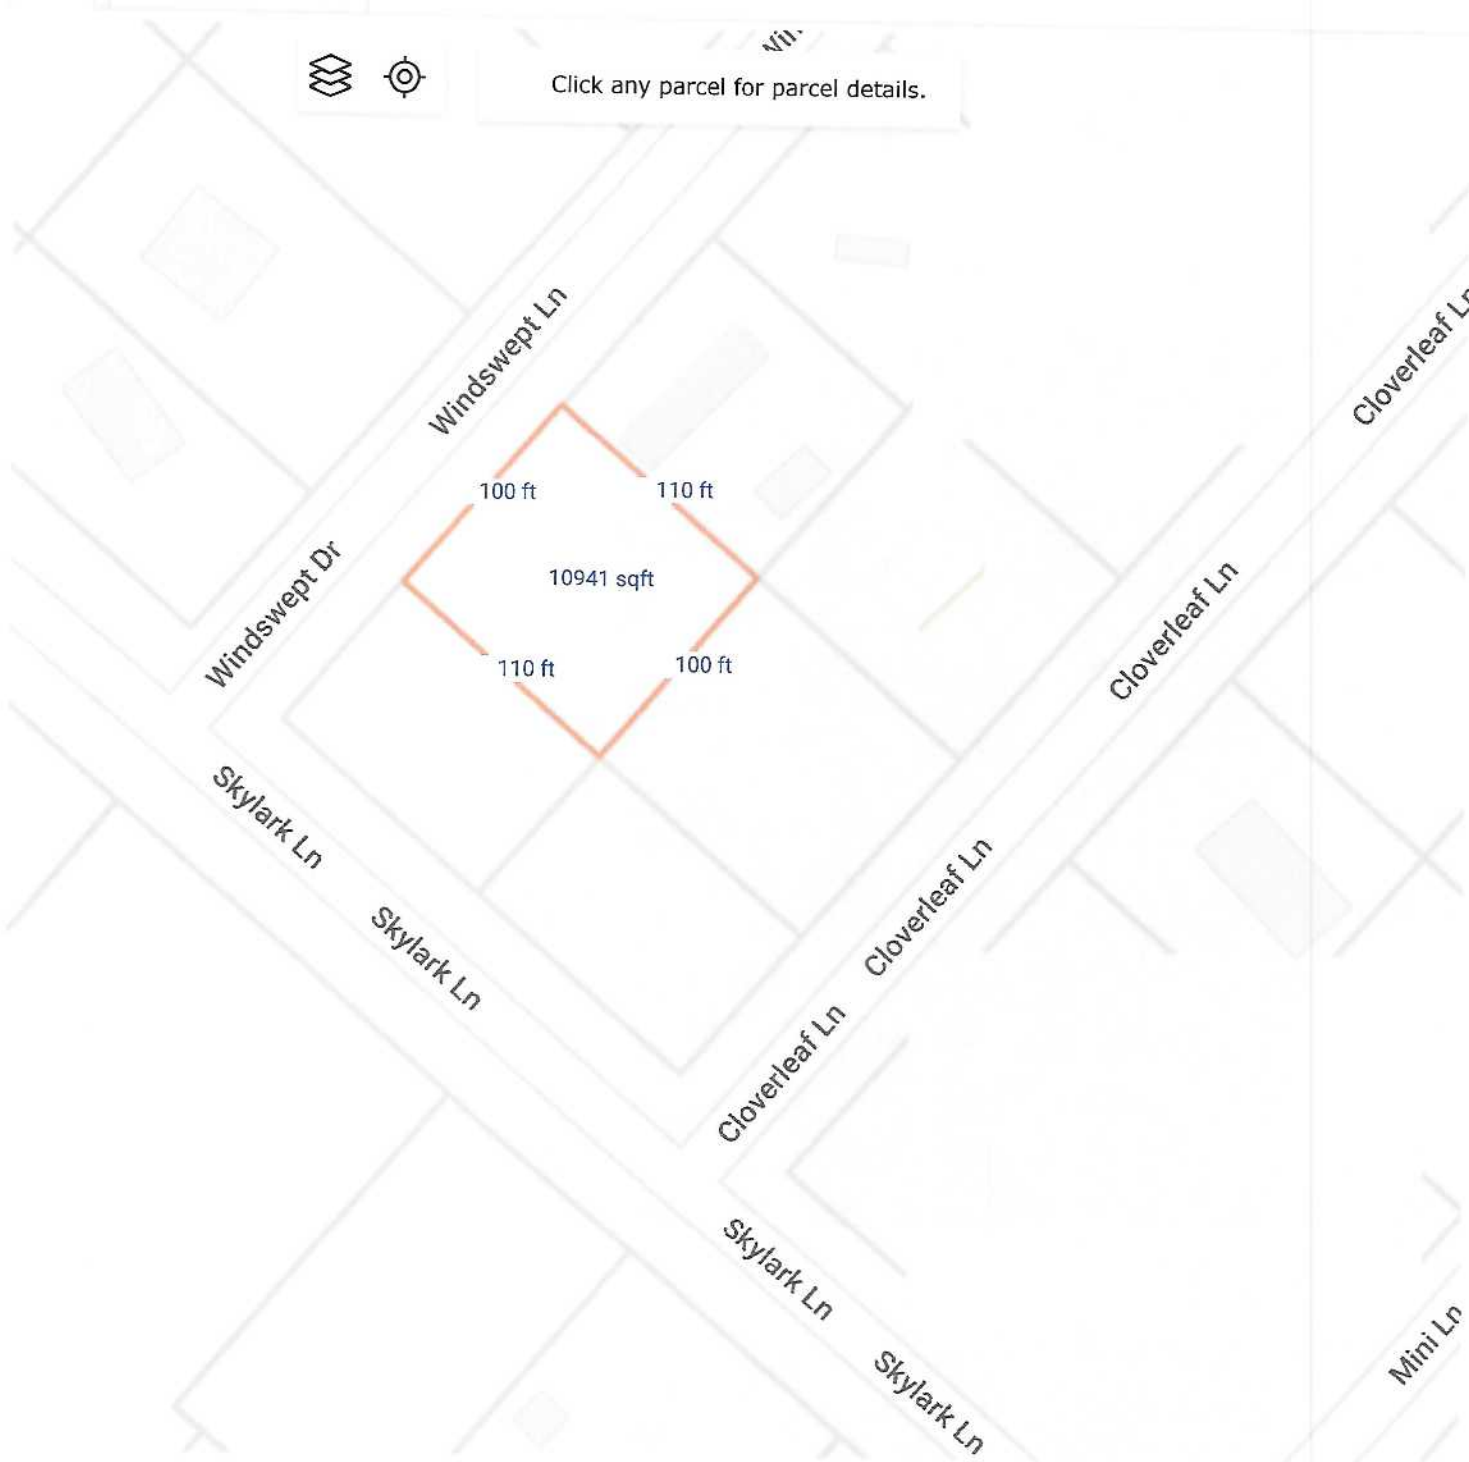 Click any parcel for parcel details.
Windswept Ln
Cloverleaf Ln
100 ft
110 ft
10941 sqft
Windswept Dr
110 ft
100 ft
Cloverleaf Ln
Skylark Ln
Skylark Ln
Cloverleaf Ln
Cloverleaf Ln
Skylark Ln
Skylark Ln
Mini Ln